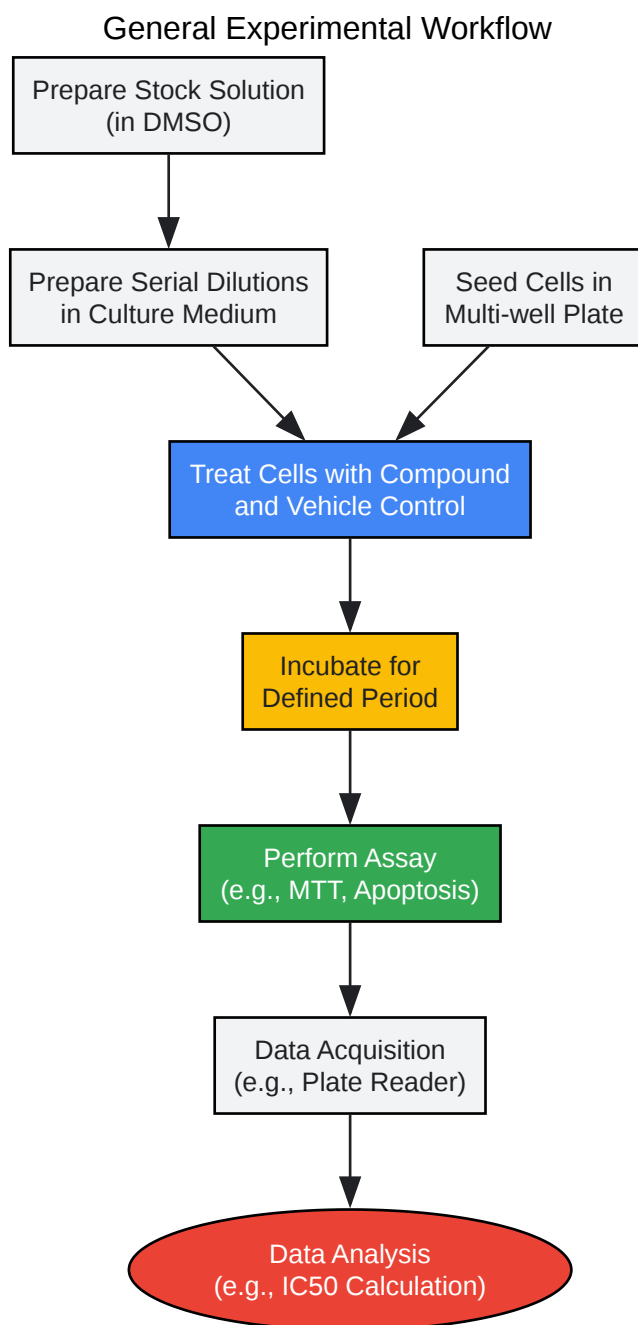 General Experimental Workflow
Prepare Stock Solution
(in DMSO)
Prepare Serial Dilutions
in Culture Medium
Seed Cells in
Multi-well Plate
Treat Cells with Compound
and Vehicle Control
Incubate for
Defined Period
Perform Assay
(e.g., MTT, Apoptosis)
Data Acquisition
(e.g., Plate Reader)
Data Analysis
(e.g., IC50 Calculation)